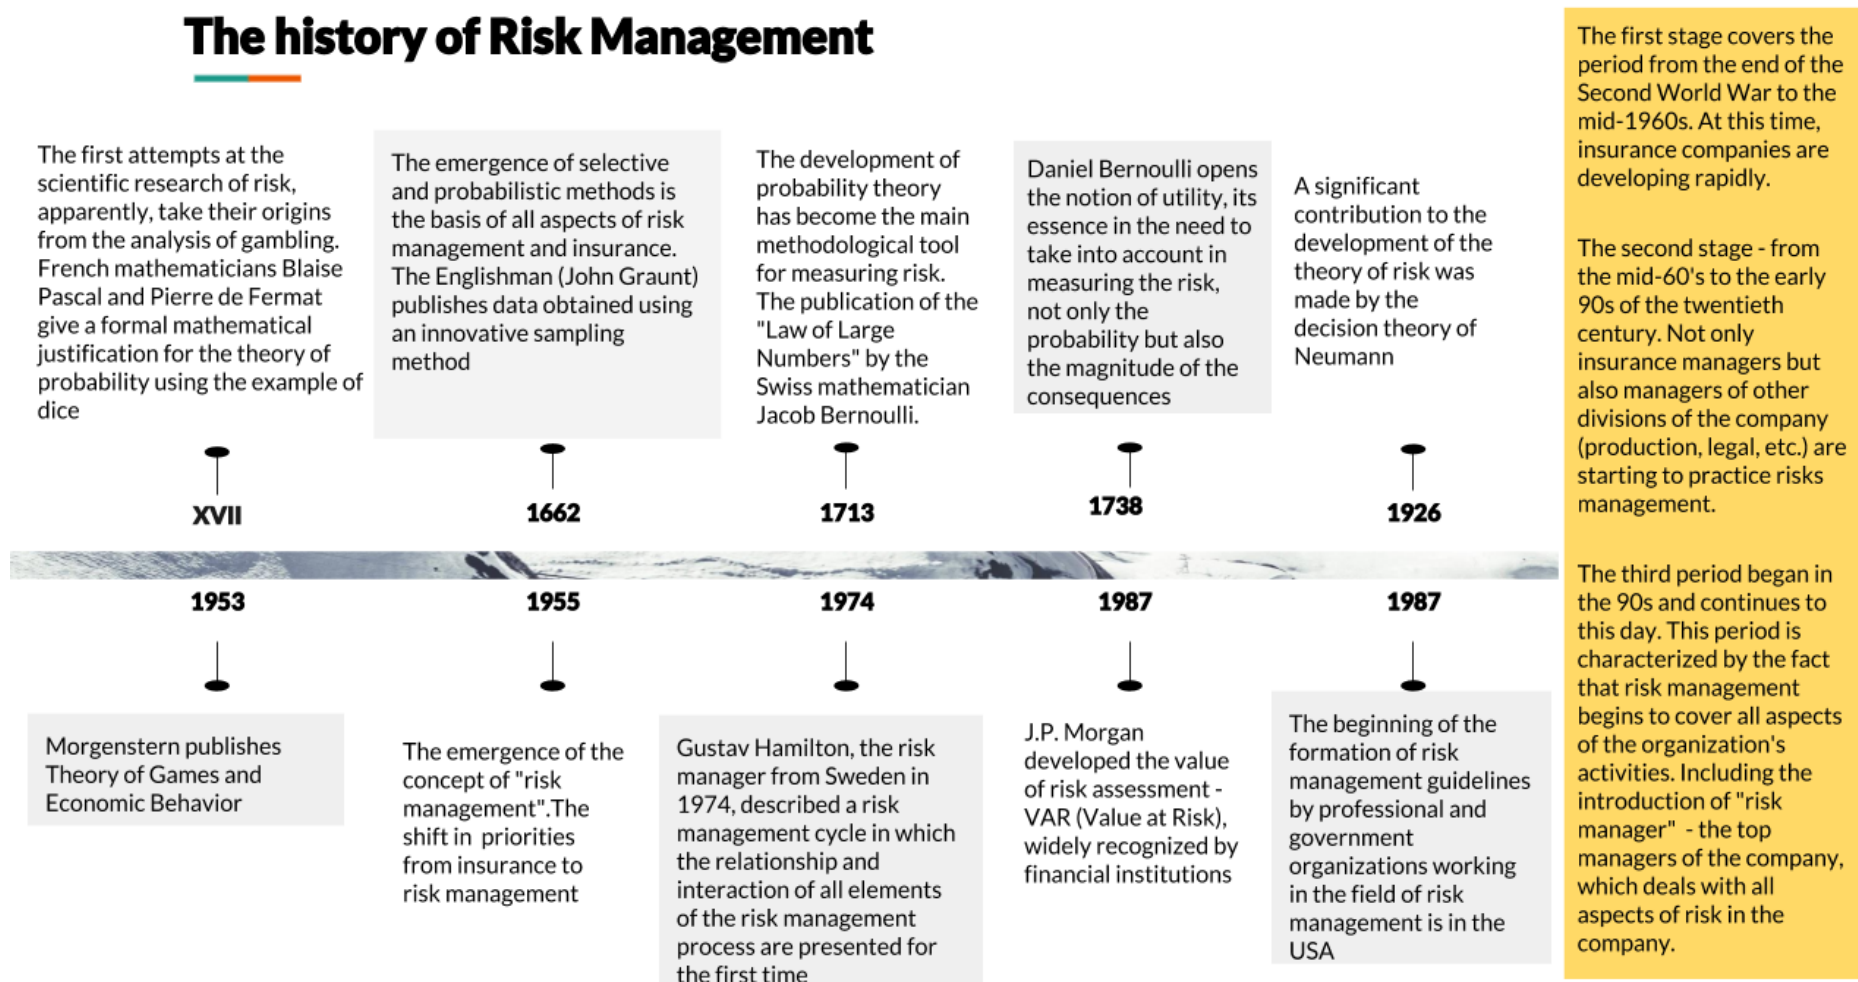 The history of Risk Management
The first attempts at the
scientific research of risk,
apparently, take their origins
from the analysis of gambling.
French mathematicians Blaise
Pascal and Pierre de Fermat
give a formal mathematical
justification for the theory of
probability using the example of
dice
XVII
The emergence of selective
and probabilistic methods is
the basis of all aspects of risk
management and insurance.
The Englishman (John Graunt)
publishes data obtained using
an innovative sampling
method
1662
The development of
probability theory
has become the main
methodological tool
for measuring risk.
The publication of the
"Law of Large
Numbers" by the
Swiss mathematician
Jacob Bernoulli.
1713
Daniel Bernoulli opens
the notion of utility, its
essence in the need to
take into account in
measuring the risk,
not only the
probability but also
the magnitude of the
consequences
1738
A significant
contribution to the
development of the
theory of risk was
made by the
decision theory of
Neumann
1926
1953
Morgenstern publishes
Theory of Games and
Economic Behavior
1955
The emergence of the
concept of "risk
management".The
shift in priorities
from insurance to
risk management
1974
Gustav Hamilton, the risk
manager from Sweden in
1974, described a risk
management cycle in which
the relationship and
interaction of all elements
of the risk management
process are presented for
the first time
1987
J.P. Morgan
developed the value
of risk assessment -
VAR (Value at Risk),
widely recognized by
financial institutions
1987
The beginning of the
formation of risk
management guidelines
by professional and
government
organizations working
in the field of risk
management is in the
USA
The first stage covers the
period from the end of the
Second World War to the
mid-1960s. At this time,
insurance companies are
developing rapidly.
The second stage - from
the mid-60's to the early
90s of the twentieth
century. Not only
insurance managers but
also managers of other
divisions of the company
(production, legal, etc.) are
starting to practice risks
management.
The third period began in
the 90s and continues to
this day. This period is
characterized by the fact
that risk management
begins to cover all aspects
of the organization's
activities. Including the
introduction of "risk
manager" - the top
managers of the company,
which deals with all
aspects of risk in the
company.